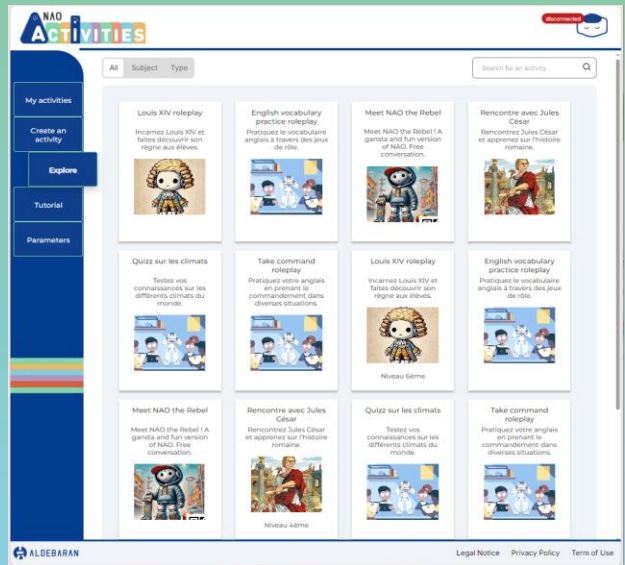 NAO
ACTIVITIES
disconnected
All Subject Type
Search for an activity
My activities
Create an
activity
Explore
Tutorial
Parameters
Louis XIV roleplay
Incarnez Louis XIV et
faites découvrir son
règne aux élèves.
English vocabulary
practice roleplay
Pratiquez le vocabulaire
anglais à travers des jeux
de rôle.
Meet NAO the Rebel
Meet NAO the Rebel ! A
gansta and fun version
of NAO. Free
conversation.
Rencontre avec Jules
César
Rencontrez Jules César
et apprenez sur l'histoire
romaine.
Quizz sur les climats
Testez vos
connaissances sur les
différents climats du
monde.
Take command
roleplay
Pratiquez votre anglais
en prenant le
commandement dans
diverses situations.
Louis XIV roleplay
Incarnez Louis XIV et
faites découvrir son
règne aux élèves.
Niveau 6ème
English vocabulary
practice roleplay
Pratiquez le vocabulaire
anglais à travers des jeux
de rôle.
Meet NAO the Rebel
Meet NAO the Rebel ! A
gansta and fun version
of NAO. Free
conversation.
Rencontre avec Jules
César
Rencontrez Jules César
et apprenez sur l'histoire
romaine.
Niveau 4ème
Quizz sur les climats
Testez vos
connaissances sur les
différents climats du
monde.
Take command
roleplay
Pratiquez votre anglais
en prenant le
commandement dans
diverses situations.
ALDEBARAN
Legal Notice Privacy Policy Term of Use